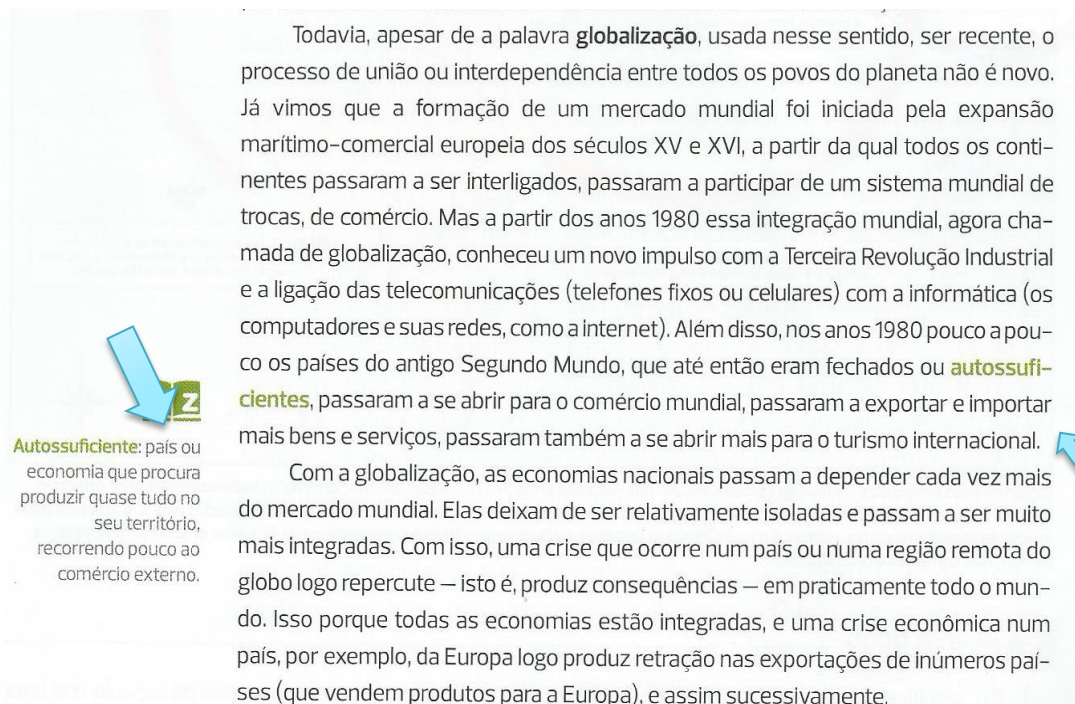 Todavia, apesar de a palavra globalização, usada nesse sentido, ser recente, o
processo de união ou interdependência entre todos os povos do planeta não é novo.
Já vimos que a formação de um mercado mundial foi iniciada pela expansão
marítimo-comercial europeia dos séculos XV e XVI, a partir da qual todos os conti-
nentes passaram a ser interligados, passaram a participar de um sistema mundial de
trocas, de comércio. Mas a partir dos anos 1980 essa integração mundial, agora cha-
mada de globalização, conheceu um novo impulso com a Terceira Revolução Industrial
e a ligação das telecomunicações (telefones fixos ou celulares) com a informática (os
computadores e suas redes, como a internet). Além disso, nos anos 1980 pouco a pou-
co os países do antigo Segundo Mundo, que até então eram fechados ou autossufi-
cientes, passaram a se abrir para o comércio mundial, passaram a exportar e importar
mais bens e serviços, passaram também a se abrir mais para o turismo internacional.
Com a globalização, as economias nacionais passam a depender cada vez mais
do mercado mundial. Elas deixam de ser relativamente isoladas e passam a ser muito
mais integradas. Com isso, uma crise que ocorre num país ou numa região remota do
globo logo repercute — isto é, produz consequências — em praticamente todo o mun-
do. Isso porque todas as economias estão integradas, e uma crise econômica num
país, por exemplo, da Europa logo produz retração nas exportações de inúmeros paí-
ses (que vendem produtos para a Europa), e assim sucessivamente.
Z
Autossuficiente: país ou
economia que procura
produzir quase tudo no
seu território,
recorrendo pouco ao
comércio externo.